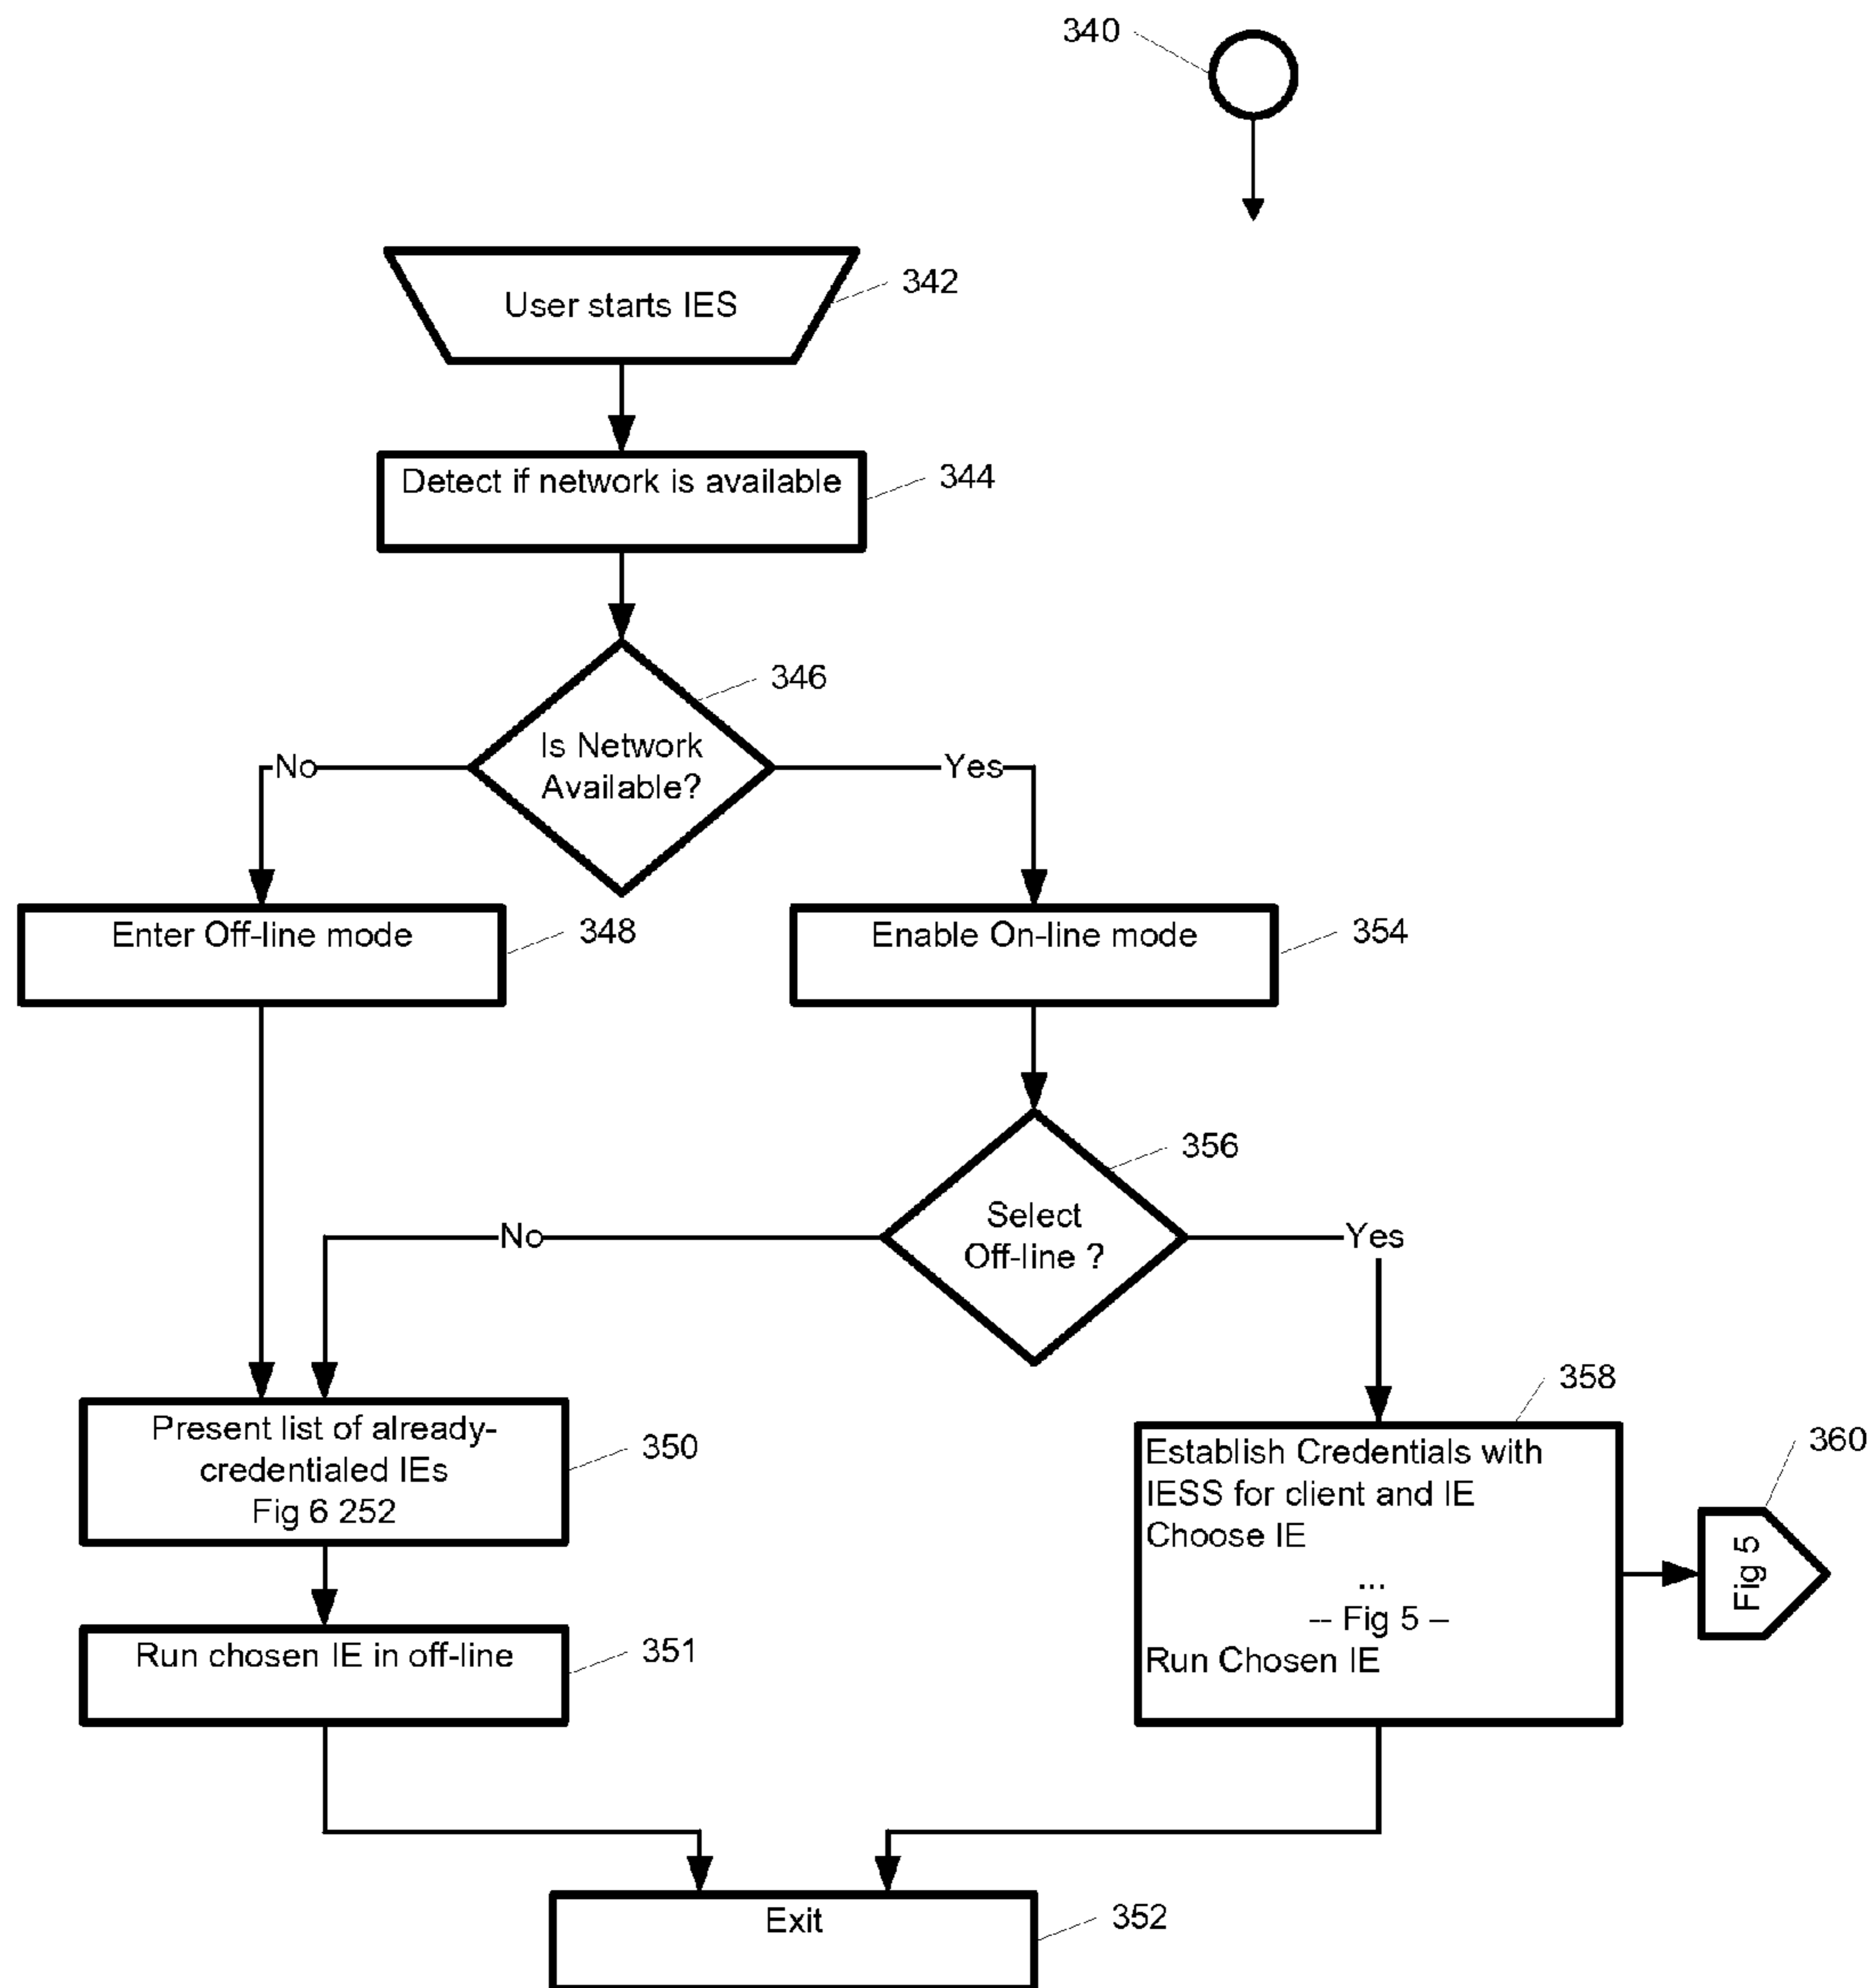 340
User starts IES
342
Detect if network is available
344
346
Is Network
Available?
No
Yes
Enter Off-line mode
348
Enable On-line mode
354
356
Select
Off-line ?
No
Yes
358
Present list of already-
credentialed IEs
Fig 6 252
350
Establish Credentials with
IESS for client and IE
Choose IE
...
-- Fig 5 –
Run Chosen IE
360
Fig 5
Run chosen IE in off-line
351
Exit
352